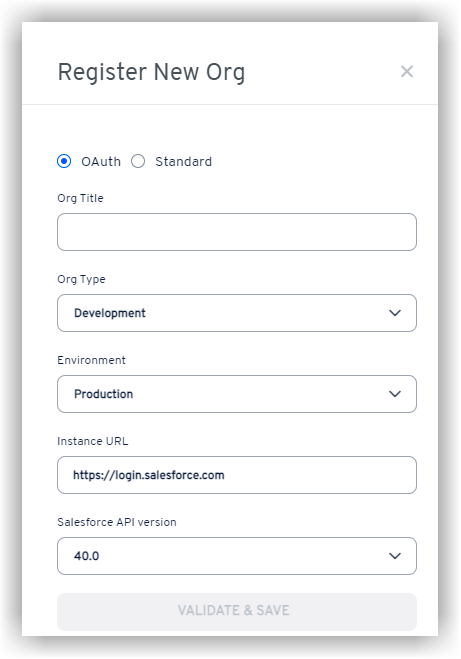 Register New Org
OAuth Standard
Org Title
Org Type
Development
Environment
Production
Instance URL
https://login.salesforce.com
Salesforce API version
40.0
VALIDATE & SAVE